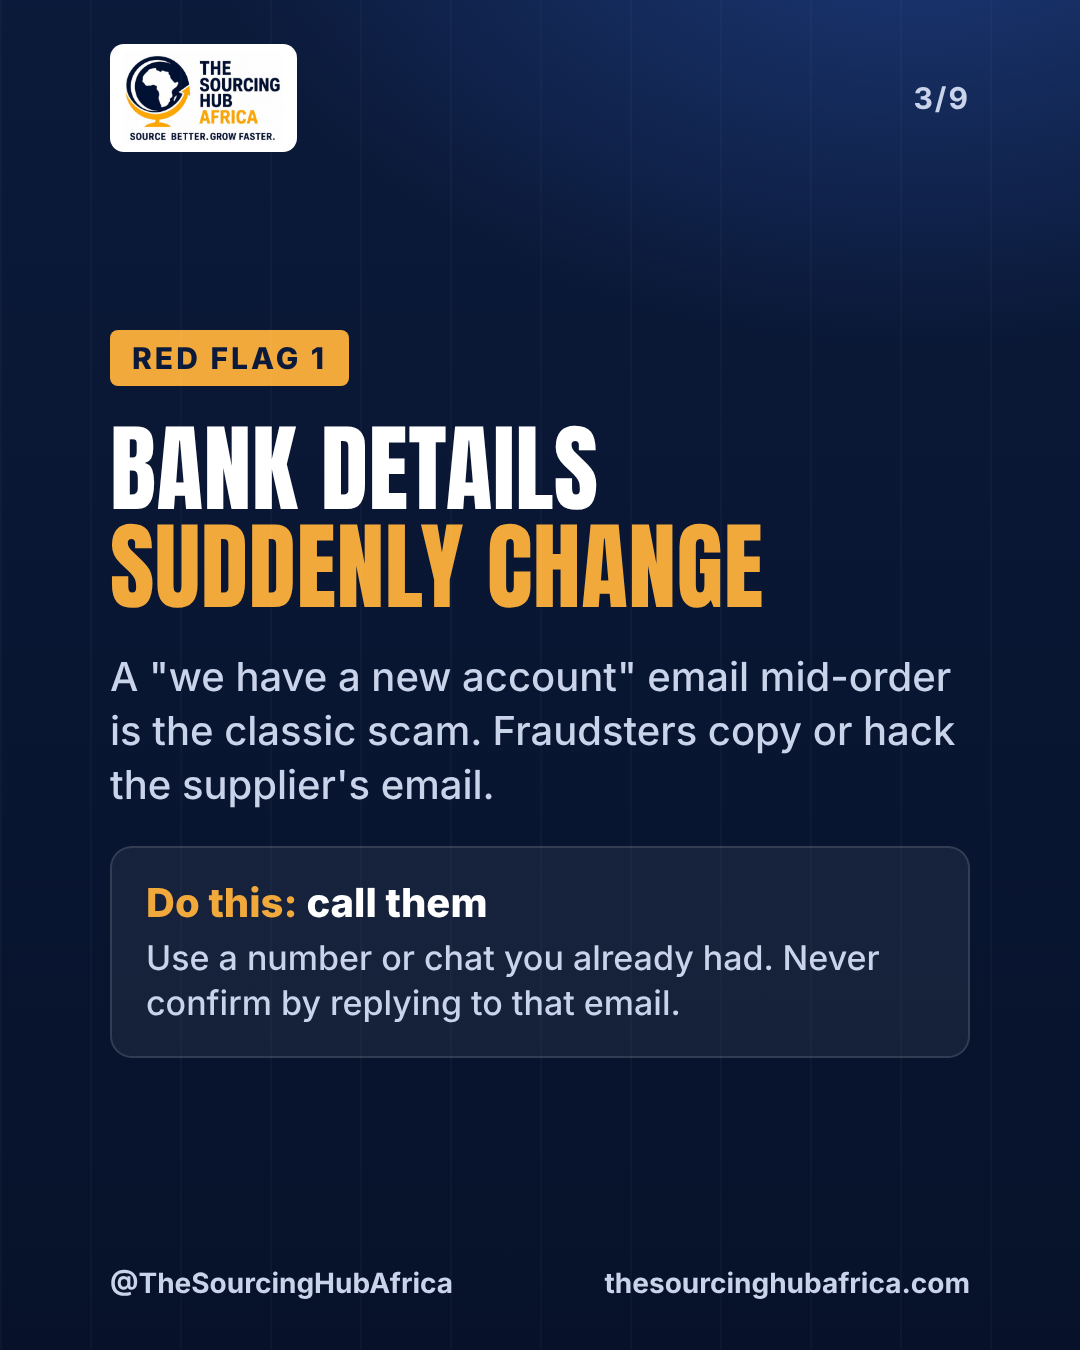 THE
SOURCING
HUB
AFRICA
SOURCE BETTER. GROW FASTER.
3/9
RED FLAG 1
BANK DETAILS
SUDDENLY CHANGE
A "we have a new account" email mid-order
is the classic scam. Fraudsters copy or hack
the supplier's email.
Do this: call them
Use a number or chat you already had. Never
confirm by replying to that email.
@TheSourcingHubAfrica
thesourcinghubafrica.com